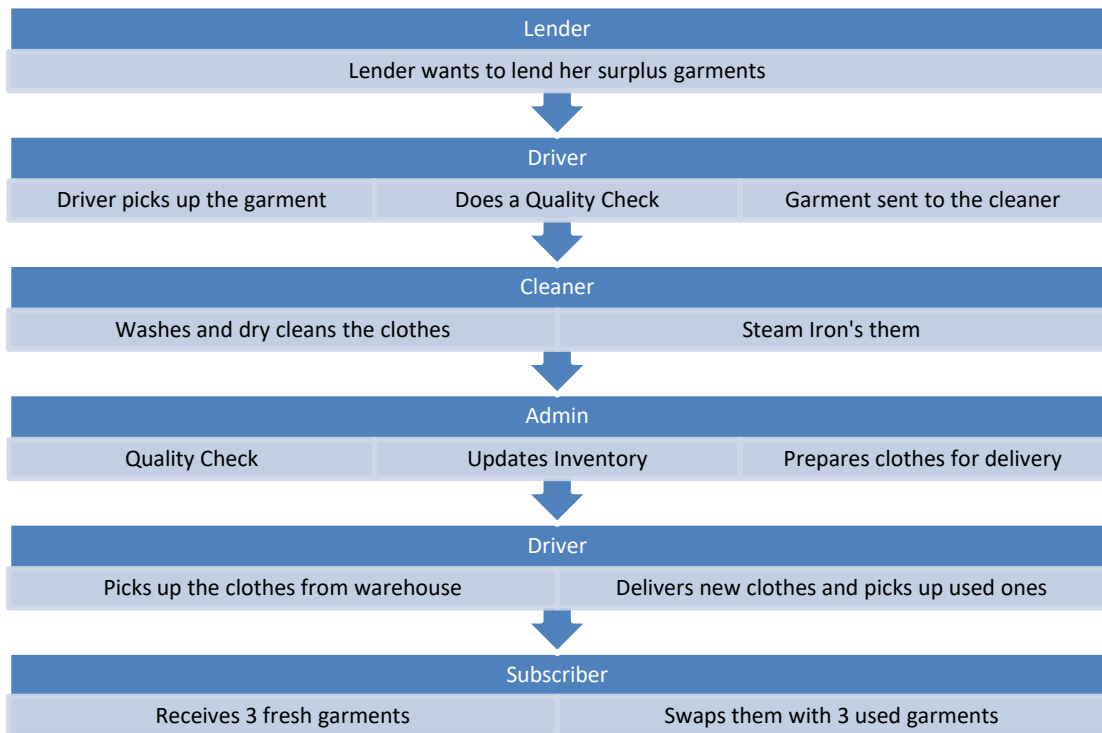 Lender
Lender wants to lend her surplus garments
Driver
Driver picks up the garment
Does a Quality Check
Garment sent to the cleaner
Cleaner
Washes and dry cleans the clothes
Steam Iron's them
Admin
Quality Check
Updates Inventory
Prepares clothes for delivery
Driver
Picks up the clothes from warehouse
Delivers new clothes and picks up used ones
Subscriber
Receives 3 fresh garments
Swaps them with 3 used garments